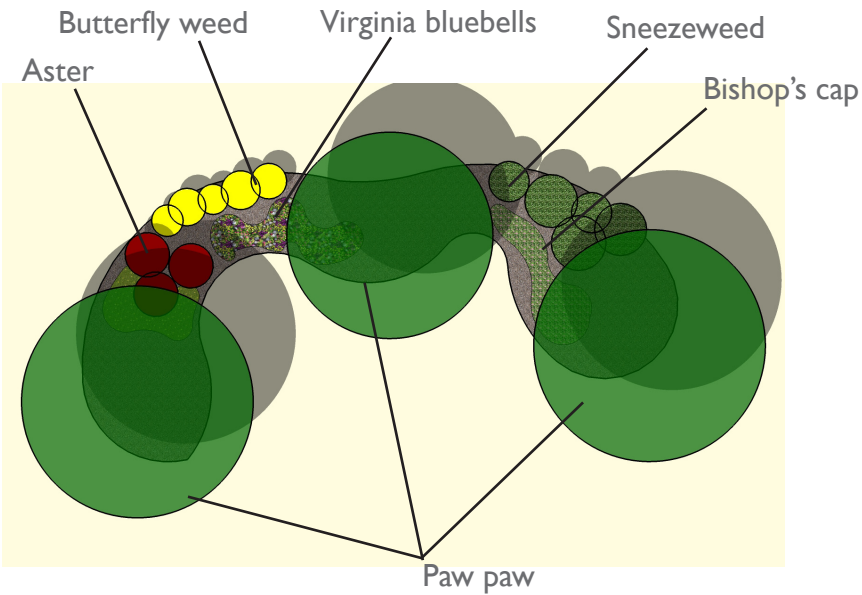 Butterfly weed
Virginia bluebells
Sneezeweed
Aster
Bishop’s cap
Paw paw